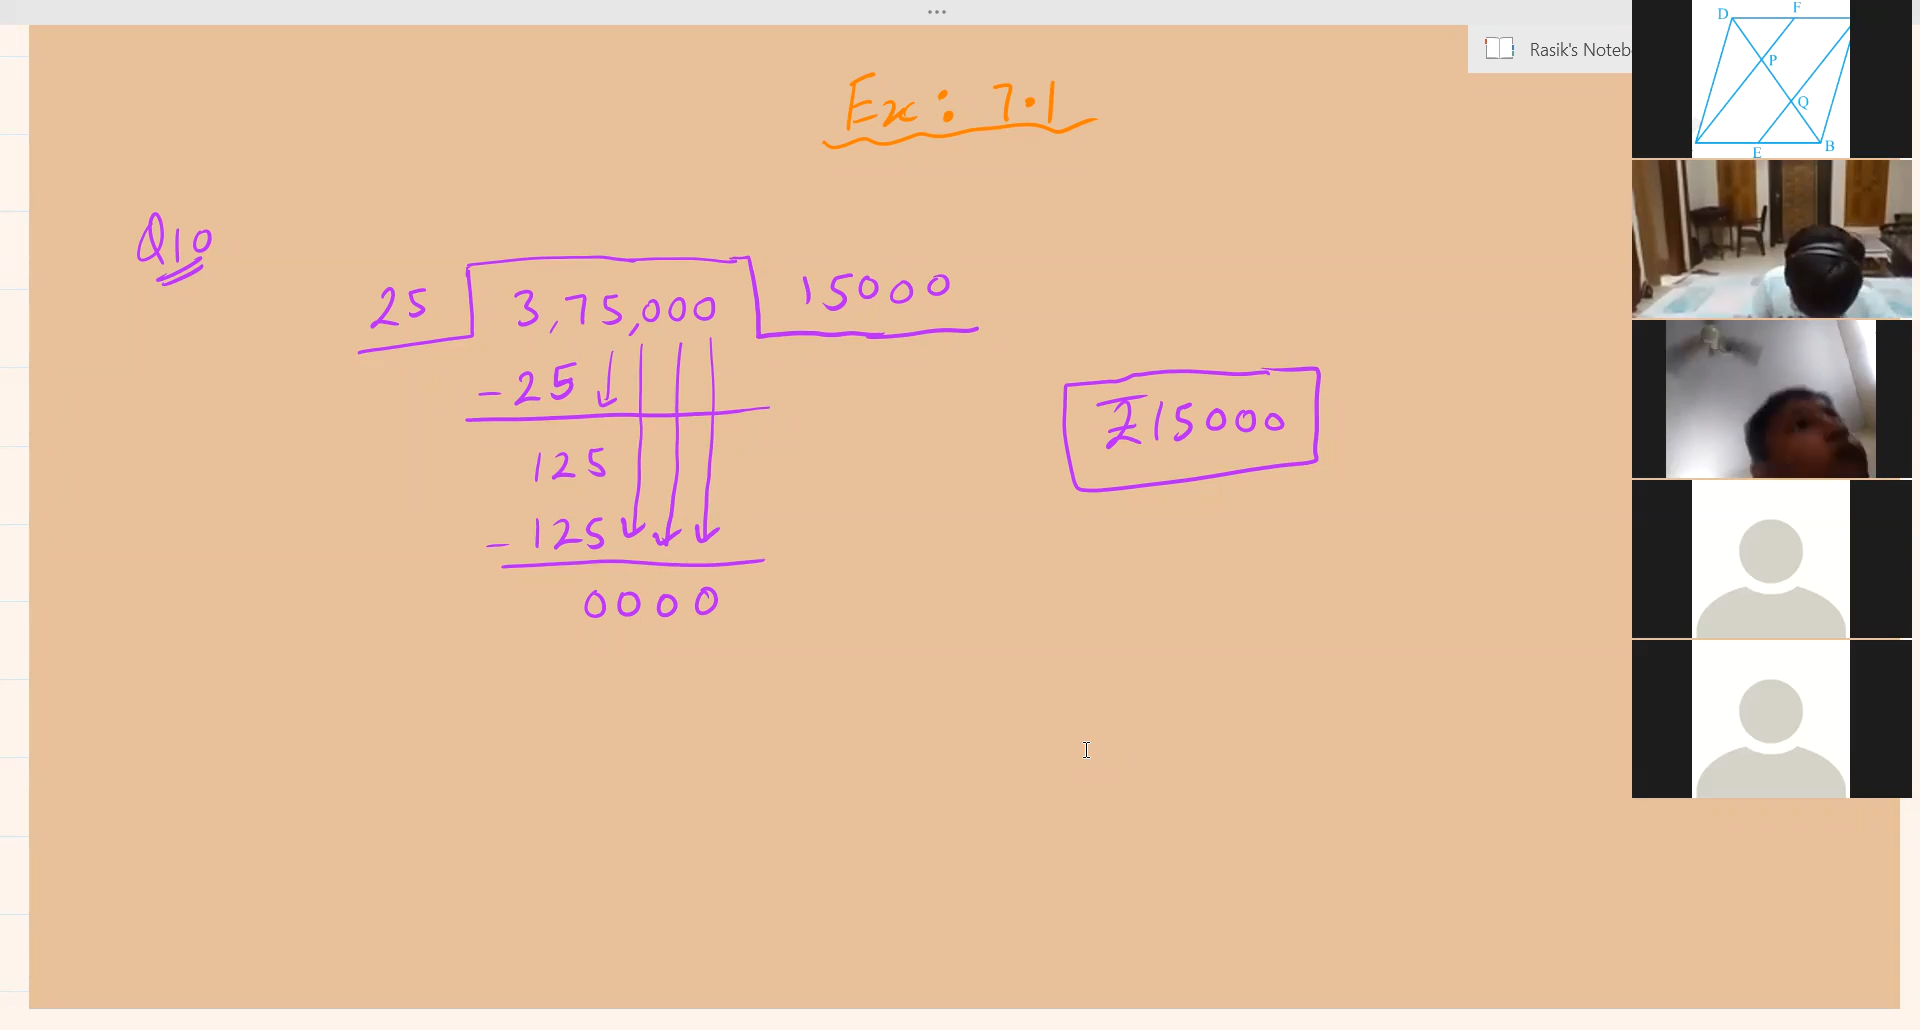 ...
Rasik's Noteb
Ex: 7.1
Q10
25 3,75,000 15000
- 25
125
- 125
0000
₹15000
D F
P
Q
E B